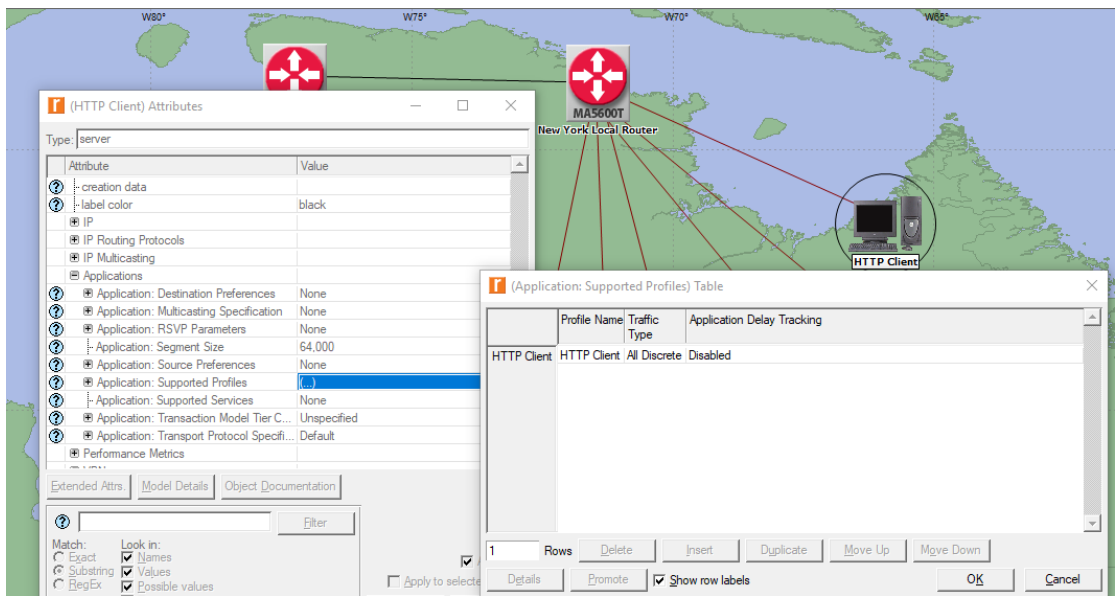 W80° W75° W70° W65°
MA5600T
New York Local Router
HTTP Client
(HTTP Client) Attributes
Type: server
Attribute Value
creation data
label color black
IP
IP Routing Protocols
IP Multicasting
Applications
Application: Destination Preferences None
Application: Multicasting Specification None
Application: RSVP Parameters None
Application: Segment Size 64,000
Application: Source Preferences None
Application: Supported Profiles (...)
Application: Supported Services None
Application: Transaction Model Tier C... Unspecified
Application: Transport Protocol Specifi... Default
Performance Metrics
Extended Attrs. Model Details Object Documentation
Filter
Match: Look in:
Exact Names
Substring Values
RegEx Possible values
Apply to selecte
(Application: Supported Profiles) Table
Profile Name Traffic Type Application Delay Tracking
HTTP Client HTTP Client All Discrete Disabled
1 Rows Delete Insert Duplicate Move Up Move Down
Details Promote Show row labels OK Cancel